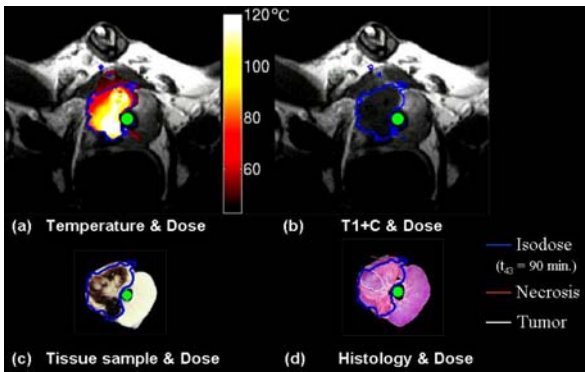 120°C
100
80
60
(a) Temperature & Dose
(b) T1+C & Dose
Isodose
(t43 = 90 min.)
Necrosis
Tumor
(c) Tissue sample & Dose
(d) Histology & Dose